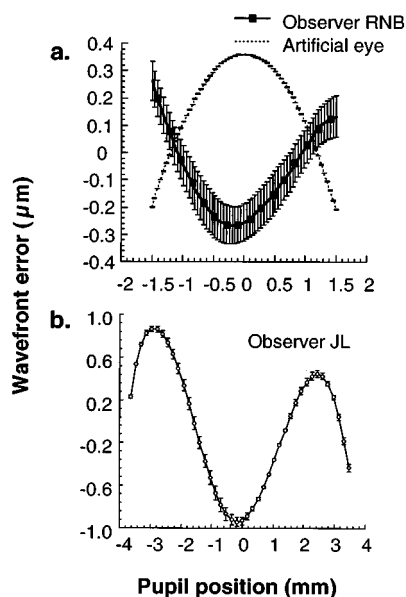 Observer RNB
Artificial eye
a.
0.4
0.3
0.2
0.1
0
-0.1
-0.2
-0.3
-0.4
-2 -1.5 -1 -0.5 0 0.5 1 1.5 2
Wavefront error (µm)
b.
Observer JL
1.0
0.6
0.2
-0.2
-0.6
-1.0
-4 -3 -2 -1 0 1 2 3 4
Pupil position (mm)